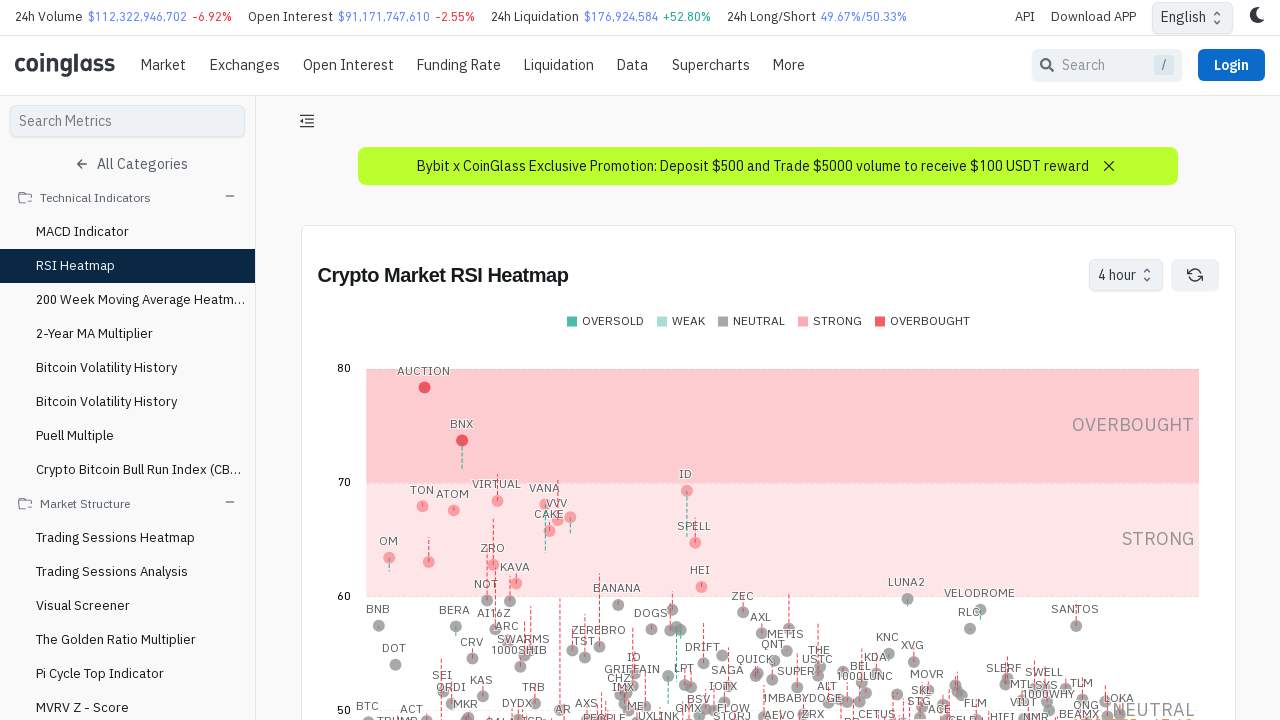 24h Volume $112,322,946,702 -6.92% Open Interest $91,171,747,610 -2.55% 24h Liquidation $176,924,584 +52.80% 24h Long/Short 49.67%/50.33% API Download APP English
coinglass Market Exchanges Open Interest Funding Rate Liquidation Data Supercharts More Search / Login
Search Metrics
All Categories
Technical Indicators
MACD Indicator
RSI Heatmap
200 Week Moving Average Heatm...
2-Year MA Multiplier
Bitcoin Volatility History
Bitcoin Volatility History
Puell Multiple
Crypto Bitcoin Bull Run Index (CB...
Market Structure
Trading Sessions Heatmap
Trading Sessions Analysis
Visual Screener
The Golden Ratio Multiplier
Pi Cycle Top Indicator
MVRV Z - Score
Bybit x CoinGlass Exclusive Promotion: Deposit $500 and Trade $5000 volume to receive $100 USDT reward
Crypto Market RSI Heatmap
4 hour
OVERSOLD WEAK NEUTRAL STRONG OVERBOUGHT
80
AUCTION
BNX
OVERBOUGHT
70
ID
VIRTUAL
TON ATOM VANA
VVV
CAKE
SPELL
STRONG
OM
ZRO
KAVA
HEI
NOT
BANANA
LUNA2
60
ZEC
VELODROME
BNB BERA AI16Z DOGS AXL RLC SANTOS
ARC ZEREBRO METIS
DOT CRV SWARMS TST DRIFT QNT KNC XVG
1000SHIB THE
IO QUICK USTC KDA
SEI KAS GRIFFAIN LPT SAGA SUPER BEL MOVR SLERF SWELL
ORDI TRB CHZ IOTX ALT 1000LUNC SKL MTL SYS TLM
BTC MKR DYDX AXS IMX BSV MBABYDOGE STG FLM VIDT 1000WHY LOKA
ACT ME GMX FLOW ACE ONG
50
TRUMP AR PEOPLE UXLINK STORJ AEVO ZRX CETUS HIFI NMR BEAMX
NEUTRAL